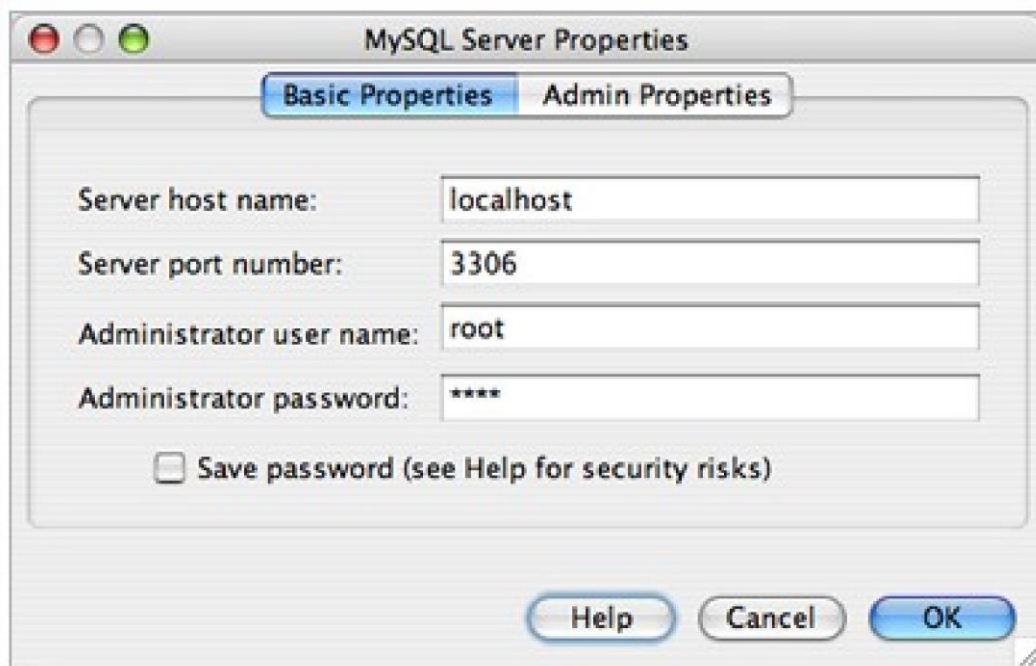 MySQL Server Properties
Basic Properties Admin Properties
Server host name: localhost
Server port number: 3306
Administrator user name: root
Administrator password: ****
Save password (see Help for security risks)
Help Cancel OK